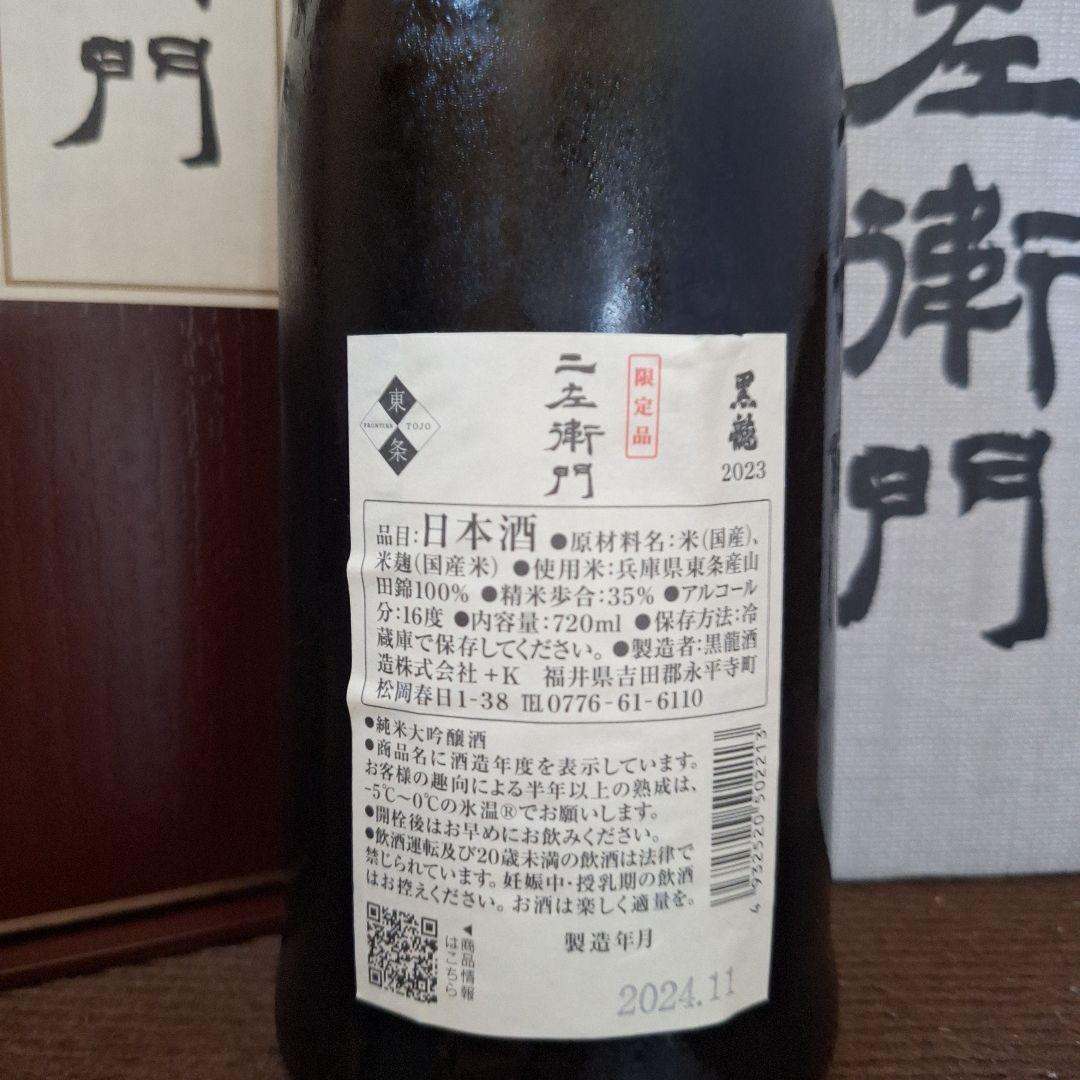 門
左衛門
東条
FRONTIER TOJO
二左衛門
限定品
黒龍
2023
品目:日本酒 ●原材料名:米(国産)、
米麹(国産米) ●使用米:兵庫県東条産山
田錦100% ●精米歩合:35% ●アルコール
分:16度 ●内容量:720ml ●保存方法:冷
蔵庫で保存してください。 ●製造者:黒龍酒
造株式会社+K 福井県吉田郡永平寺町
松岡春日1-38 ℡0776-61-6110
●純米大吟醸酒
●商品名に酒造年度を表示しています。
お客様の趣向による半年以上の熟成は、
-5℃〜0℃の氷温®でお願いします。
●開栓後はお早めにお飲みください。
●飲酒運転及び20歳未満の飲酒は法律で
禁じられています。妊娠中・授乳期の飲酒
はお控えください。お酒は楽しく適量を。
◀商品情報
はこちら
製造年月
2024.11
4932520502213